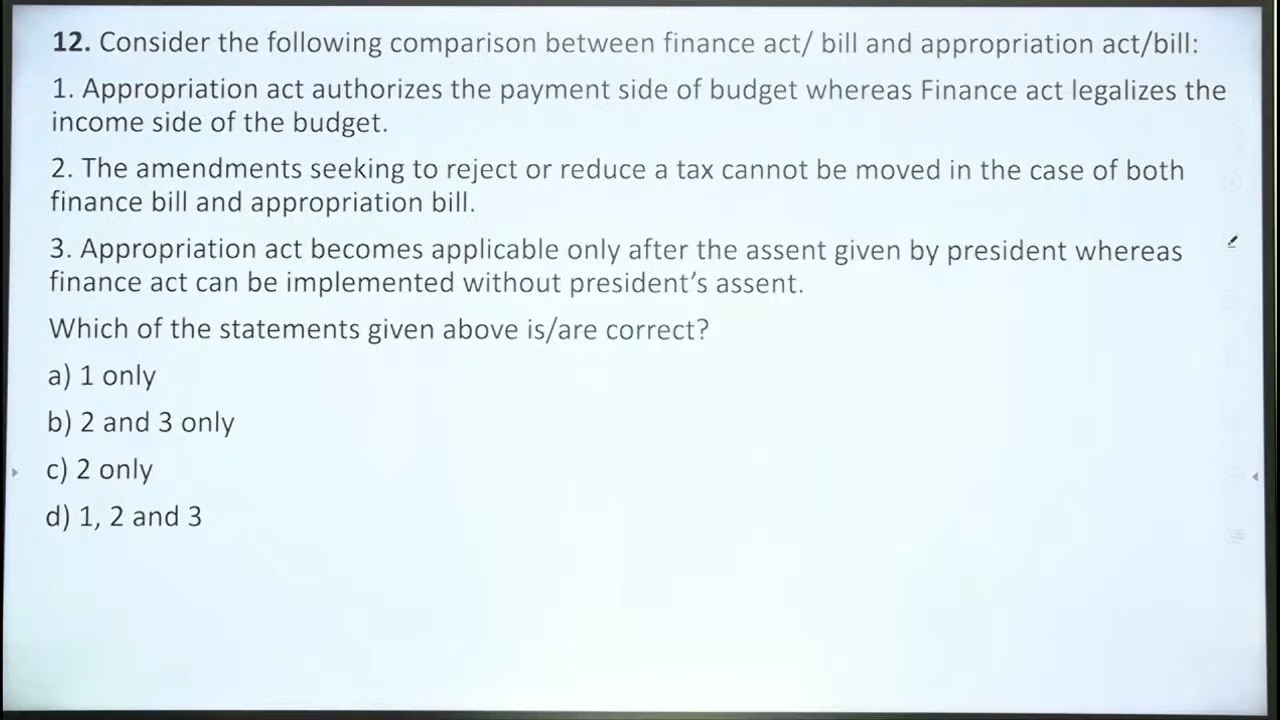 12. Consider the following comparison between finance act/ bill and appropriation act/bill:
1. Appropriation act authorizes the payment side of budget whereas Finance act legalizes the
income side of the budget.
2. The amendments seeking to reject or reduce a tax cannot be moved in the case of both
finance bill and appropriation bill.
3. Appropriation act becomes applicable only after the assent given by president whereas
finance act can be implemented without president’s assent.
Which of the statements given above is/are correct?
a) 1 only
b) 2 and 3 only
c) 2 only
d) 1, 2 and 3